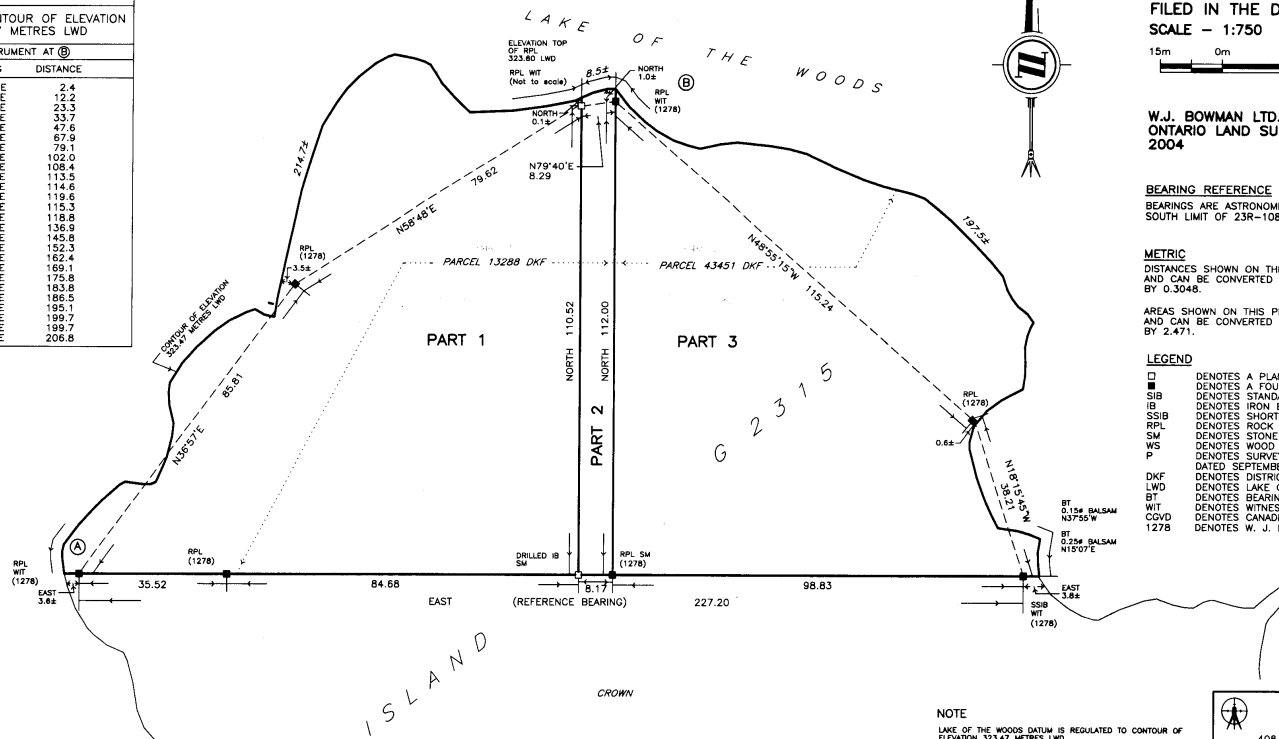 NTOUR OF ELEVATION
METRES LWD
RUMENT AT Ⓑ
DISTANCE
E 2.4
E 12.2
E 23.3
E 33.7
E 47.6
E 67.9
E 79.1
E 102.0
E 108.4
E 113.5
E 114.6
E 119.6
E 115.3
E 118.8
E 136.9
E 145.8
E 152.3
E 162.4
E 169.1
E 175.8
E 183.8
E 186.5
E 195.1
E 199.7
E 199.7
E 206.8
LAKE OF THE WOODS
ELEVATION TOP
OF RPL
323.80 LWD
RPL WIT
(Not to scale)
8.5±
NORTH
1.0±
Ⓑ
RPL
WIT
(1278)
NORTH
0.1±
N79°40'E
8.29
214.7±
79.62
N58°48'E
RPL
(1278)
3.5±
PARCEL 13288 DKF
PARCEL 43451 DKF
N48°55'15"W
115.24
197.5±
CONTOUR OF ELEVATION
323.47 METRES LWD
PART 1
NORTH 110.52
NORTH 112.00
PART 2
PART 3
G 2315
85.81
N36°57'E
RPL
(1278)
0.6±
N18°15'45"W
38.21
BT
0.15ø BALSAM
N37°55'W
BT
0.25ø BALSAM
N15°07'E
Ⓐ
RPL
WIT
(1278)
EAST
3.6±
RPL
(1278)
DRILLED IB
SM
RPL SM
(1278)
35.52
84.68
8.17
98.83
EAST
3.8±
SSIB
WIT
(1278)
EAST (REFERENCE BEARING) 227.20
ISLAND
CROWN
FILED IN THE D
SCALE – 1:750
15m 0m
W.J. BOWMAN LTD.
ONTARIO LAND SU
2004
BEARING REFERENCE
BEARINGS ARE ASTRONOMI
SOUTH LIMIT OF 23R-108
METRIC
DISTANCES SHOWN ON TH
AND CAN BE CONVERTED
BY 0.3048.
AREAS SHOWN ON THIS P
AND CAN BE CONVERTED
BY 2.471.
LEGEND
□ DENOTES A PLA
■ DENOTES A FOU
SIB DENOTES STANDA
IB DENOTES IRON
SSIB DENOTES SHORT
RPL DENOTES ROCK
SM DENOTES STONE
WS DENOTES WOOD
P DENOTES SURVE
DATED SEPTEMBE
DKF DENOTES DISTRI
LWD DENOTES LAKE
BT DENOTES BEARIN
WIT DENOTES WITNES
CGVD DENOTES CANADI
1278 DENOTES W. J.
NOTE
LAKE OF THE WOODS DATUM IS REGULATED TO CONTOUR OF
ELEVATION 323.47 METRES LWD
408